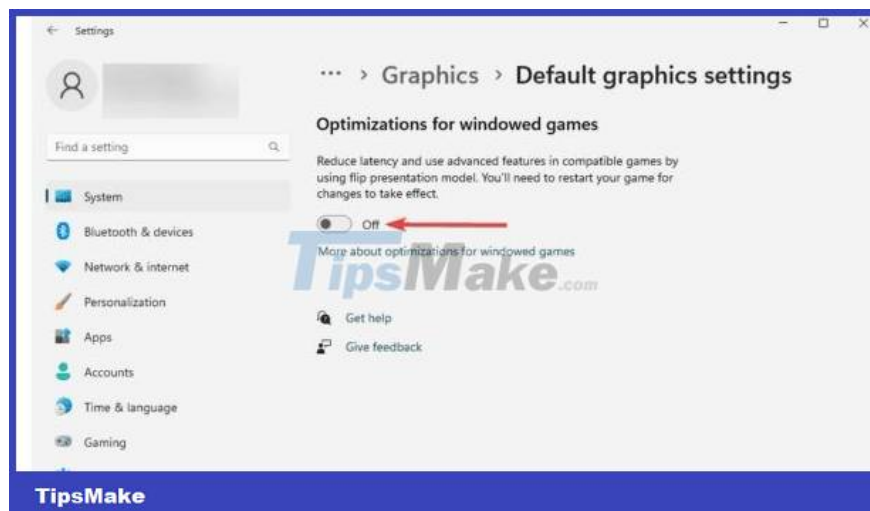 Settings
... > Graphics > Default graphics settings
Optimizations for windowed games
Find a setting
Reduce latency and use advanced features in compatible games by
using flip presentation model. You'll need to restart your game for
changes to take effect.
System
Off
Bluetooth & devices
More about optimizations for windowed games
TipsMake.com
Network & internet
Personalization
Get help
Apps
Give feedback
Accounts
Time & language
Gaming
TipsMake